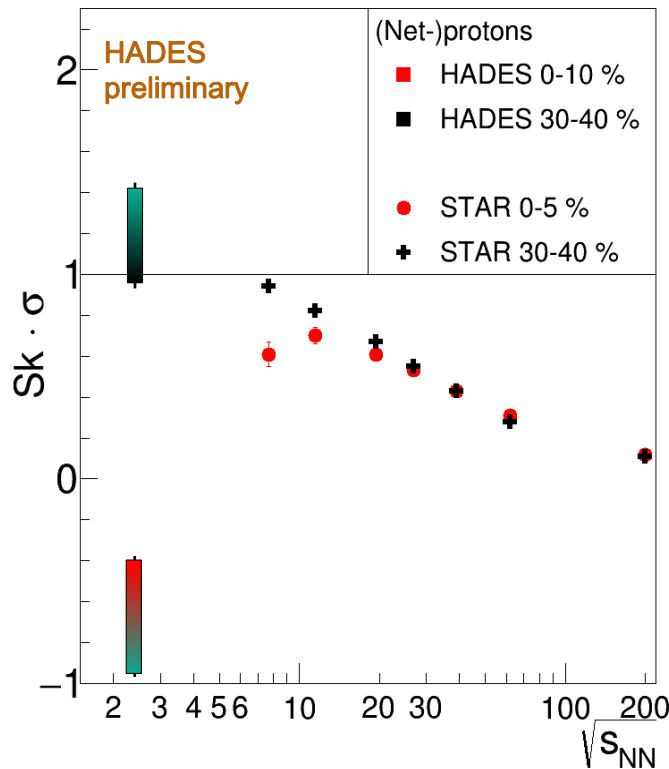 HADES
preliminary
(Net-)protons
HADES 0-10 %
HADES 30-40 %
STAR 0-5 %
STAR 30-40 %
Sk · σ
2
1
0
−1
2 3 4 5 6 10 20 30 100 200
√sNN